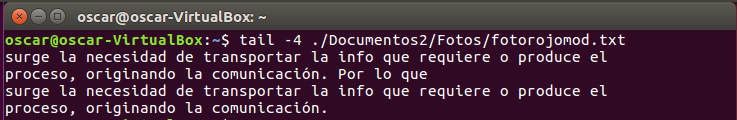 oscar@oscar-VirtualBox: ~
oscar@oscar-VirtualBox:~$ tail -4 ./Documentos2/Fotos/fotorojomod.txt
surge la necesidad de transportar la info que requiere o produce el
proceso, originando la comunicación. Por lo que
surge la necesidad de transportar la info que requiere o produce el
proceso, originando la comunicación.